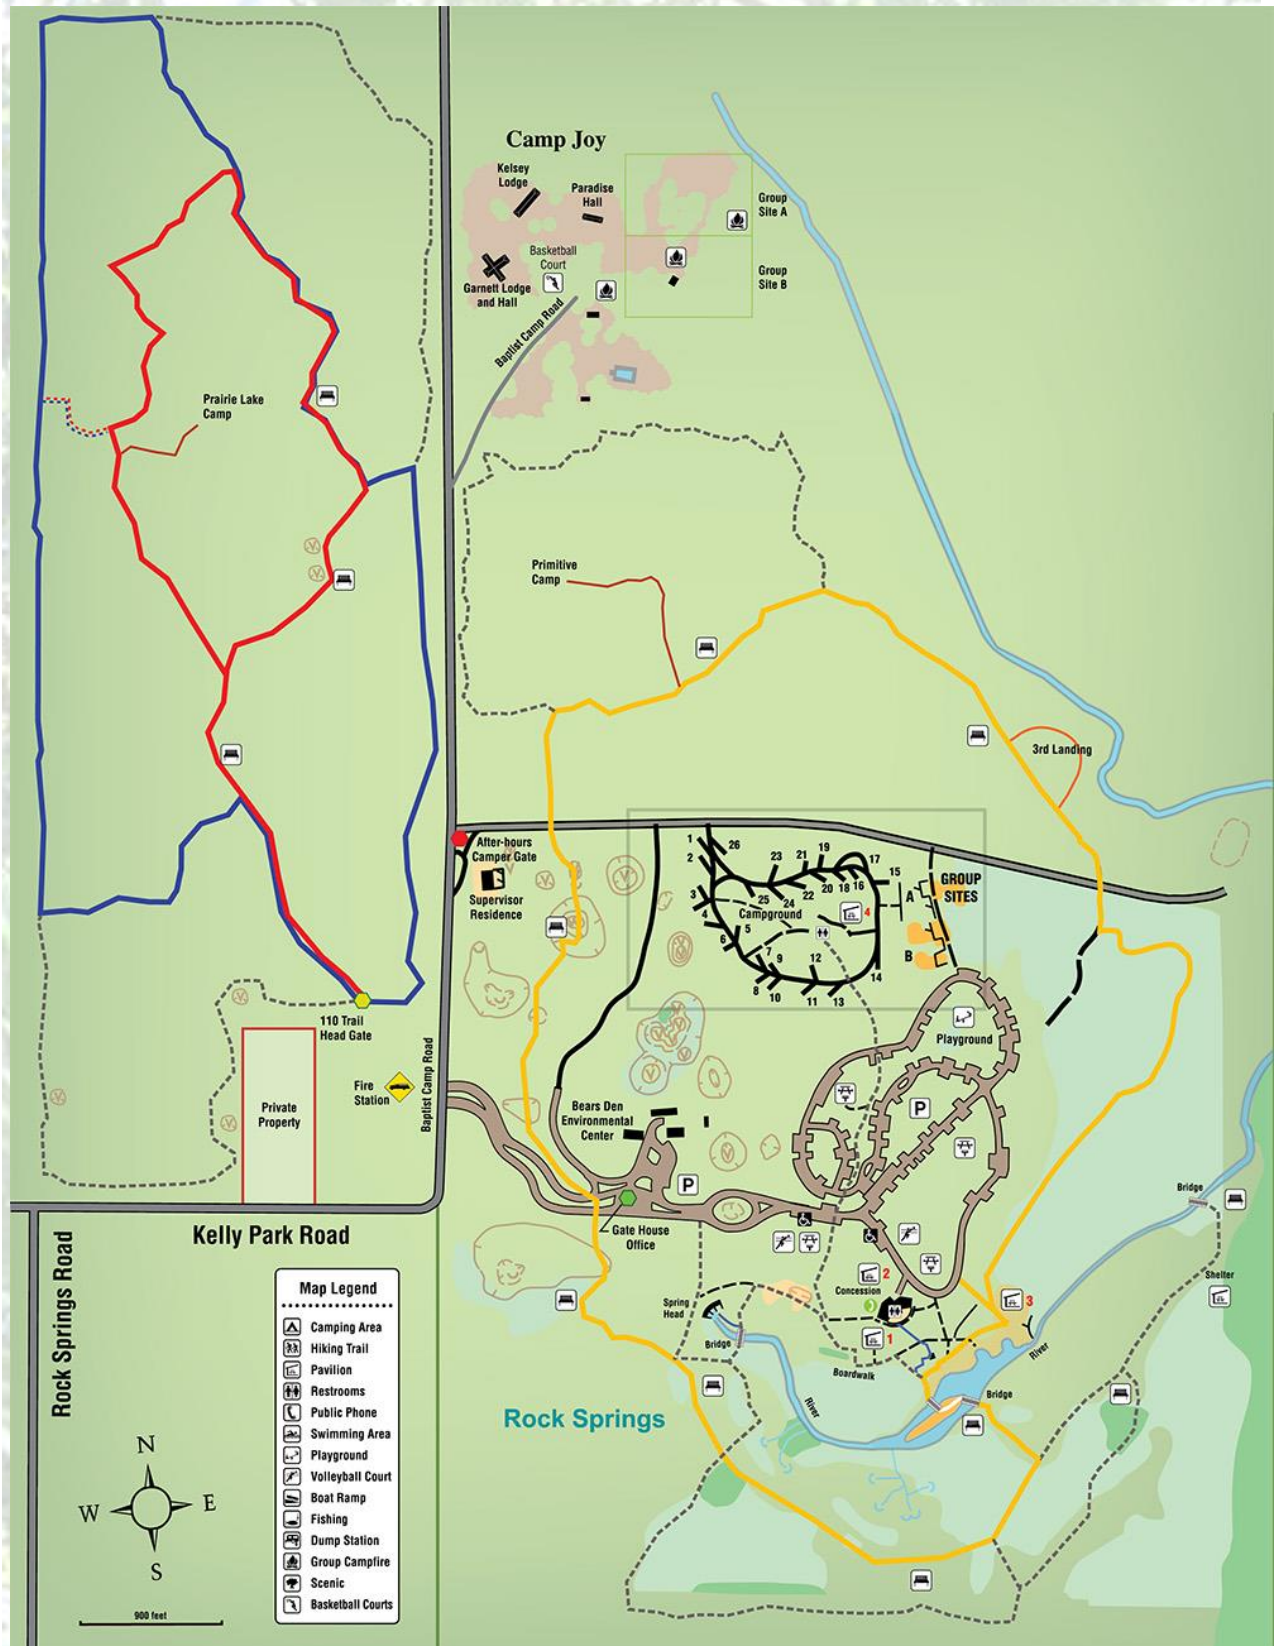 Camp Joy
Kelsey
Lodge
Paradise
Hall
Group
Site A
Basketball
Court
Group
Site B
Garnett Lodge
and Hall
Baptist Camp Road
Prairie Lake
Camp
Primitive
Camp
3rd Landing
After-hours
Camper Gate
Supervisor
Residence
1
26
2
3
4
5
6
7
8
9
10
11
12
13
14
15
16
17
18
19
20
21
22
23
24
25
Campground
4
GROUP
SITES
A
B
110 Trail
Head Gate
Playground
Fire
Station
Baptist Camp Road
Private
Property
Bears Den
Environmental
Center
P
P
Gate House
Office
Bridge
Shelter
Kelly Park Road
Rock Springs Road
2
Concession
3
1
Spring
Head
Bridge
Boardwalk
River
River
Bridge
Rock Springs
Map Legend
Camping Area
Hiking Trail
Pavilion
Restrooms
Public Phone
Swimming Area
Playground
Volleyball Court
Boat Ramp
Fishing
Dump Station
Group Campfire
Scenic
Basketball Courts
N
W
E
S
900 feet